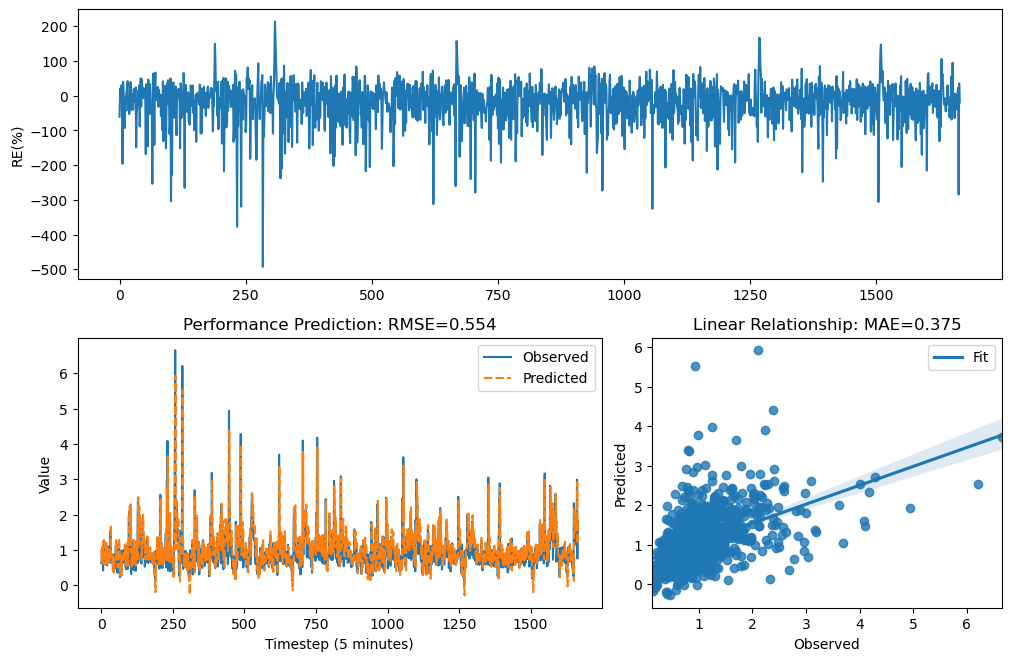 RE(%)
200
100
0
−100
−200
−300
−400
−500
0 250 500 750 1000 1250 1500
Performance Prediction: RMSE=0.554
Value
6
5
4
3
2
1
0
Observed
Predicted
0 250 500 750 1000 1250 1500
Timestep (5 minutes)
Linear Relationship: MAE=0.375
Predicted
6
5
4
3
2
1
0
Fit
1 2 3 4 5 6
Observed